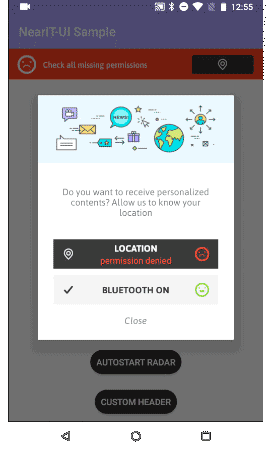 12:55
NearIT-UI Sample
Check all missing permissions
NEWS!
Do you want to receive personalized
contents? Allow us to know your
location
LOCATION
permission denied
BLUETOOTH ON
Close
AUTOSTART RADAR
CUSTOM HEADER